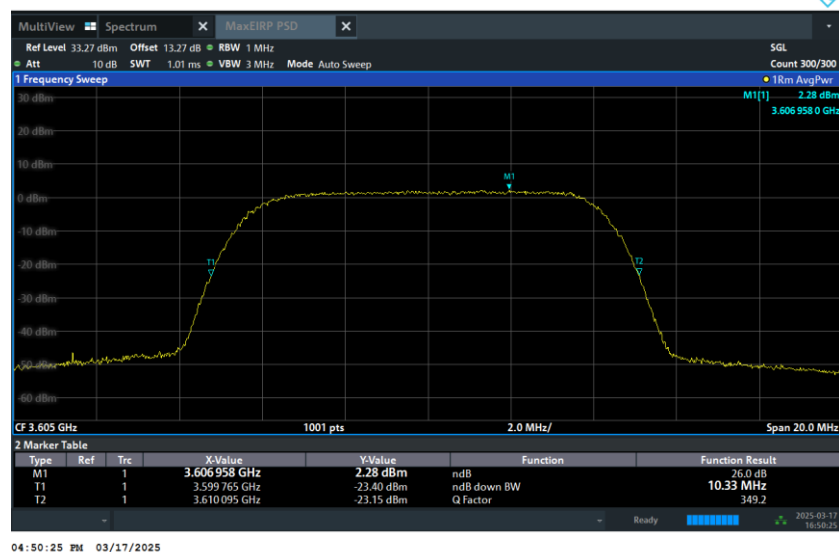 MultiView Spectrum X MaxEIRP PSD X
Ref Level 33.27 dBm Offset 13.27 dB RBW 1 MHz SGL
Att 10 dB SWT 1.01 ms VBW 3 MHz Mode Auto Sweep Count 300/300
1 Frequency Sweep 1Rm AvgPwr
30 dBm M1[1] 2.28 dBm
3.606 958 0 GHz
20 dBm
10 dBm
M1
0 dBm
-10 dBm
T1 T2
-20 dBm
-30 dBm
-40 dBm
-50 dBm
-60 dBm
CF 3.605 GHz 1001 pts 2.0 MHz/ Span 20.0 MHz
2 Marker Table
Type Ref Trc X-Value Y-Value Function Function Result
M1 1 3.606 958 GHz 2.28 dBm ndB 26.0 dB
T1 1 3.599 765 GHz -23.40 dBm ndB down BW 10.33 MHz
T2 1 3.610 095 GHz -23.15 dBm Q Factor 349.2
Ready 2025-03-17
16:50:25
04:50:25 PM 03/17/2025